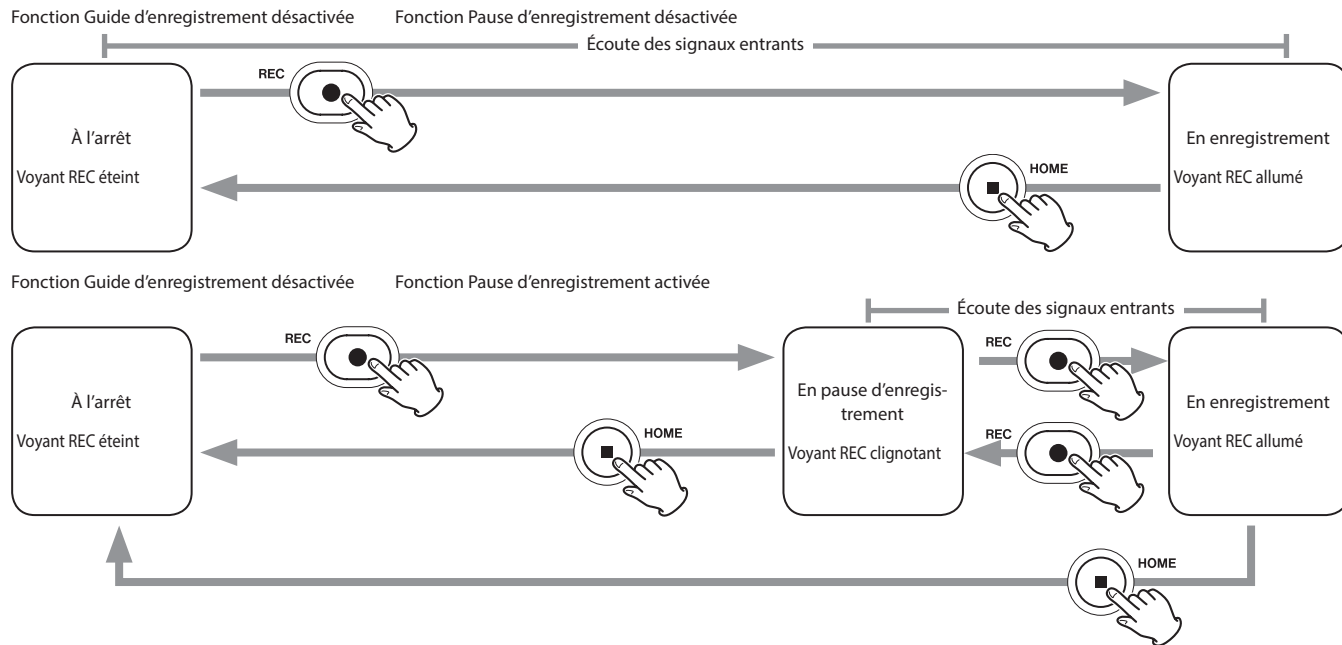 Fonction Guide d’enregistrement désactivée Fonction Pause d’enregistrement désactivée
Écoute des signaux entrants
REC
À l’arrêt
Voyant REC éteint
HOME
En enregistrement
Voyant REC allumé
Fonction Guide d’enregistrement désactivée Fonction Pause d’enregistrement activée
Écoute des signaux entrants
REC
À l’arrêt
Voyant REC éteint
HOME
En pause d’enregis-
trement
Voyant REC clignotant
REC
REC
En enregistrement
Voyant REC allumé
HOME